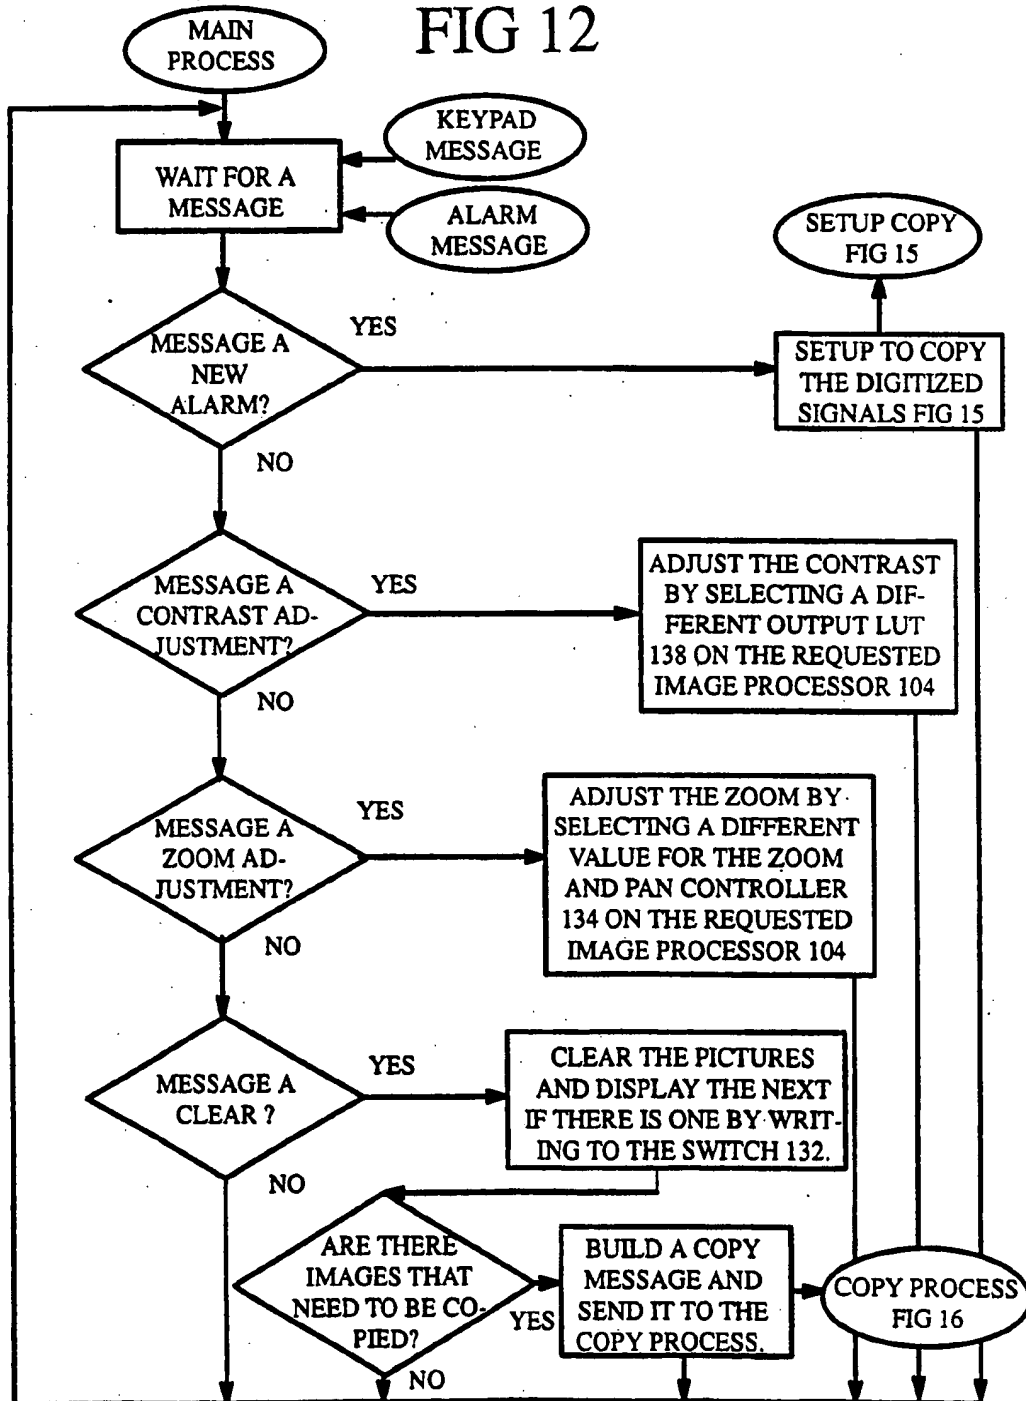 FIG 12
MAIN
PROCESS
KEYPAD
MESSAGE
WAIT FOR A
MESSAGE
ALARM
MESSAGE
SETUP COPY
FIG 15
MESSAGE A
NEW
ALARM?
YES
NO
SETUP TO COPY
THE DIGITIZED
SIGNALS FIG 15
MESSAGE A
CONTRAST AD-
JUSTMENT?
YES
NO
ADJUST THE CONTRAST
BY SELECTING A DIF-
FERENT OUTPUT LUT
138 ON THE REQUESTED
IMAGE PROCESSOR 104
MESSAGE A
ZOOM AD-
JUSTMENT?
YES
NO
ADJUST THE ZOOM BY
SELECTING A DIFFERENT
VALUE FOR THE ZOOM
AND PAN CONTROLLER
134 ON THE REQUESTED
IMAGE PROCESSOR 104
MESSAGE A
CLEAR ?
YES
NO
CLEAR THE PICTURES
AND DISPLAY THE NEXT
IF THERE IS ONE BY WRIT-
ING TO THE SWITCH 132.
ARE THERE
IMAGES THAT
NEED TO BE CO-
PIED?
YES
NO
BUILD A COPY
MESSAGE AND
SEND IT TO THE
COPY PROCESS.
COPY PROCESS
FIG 16